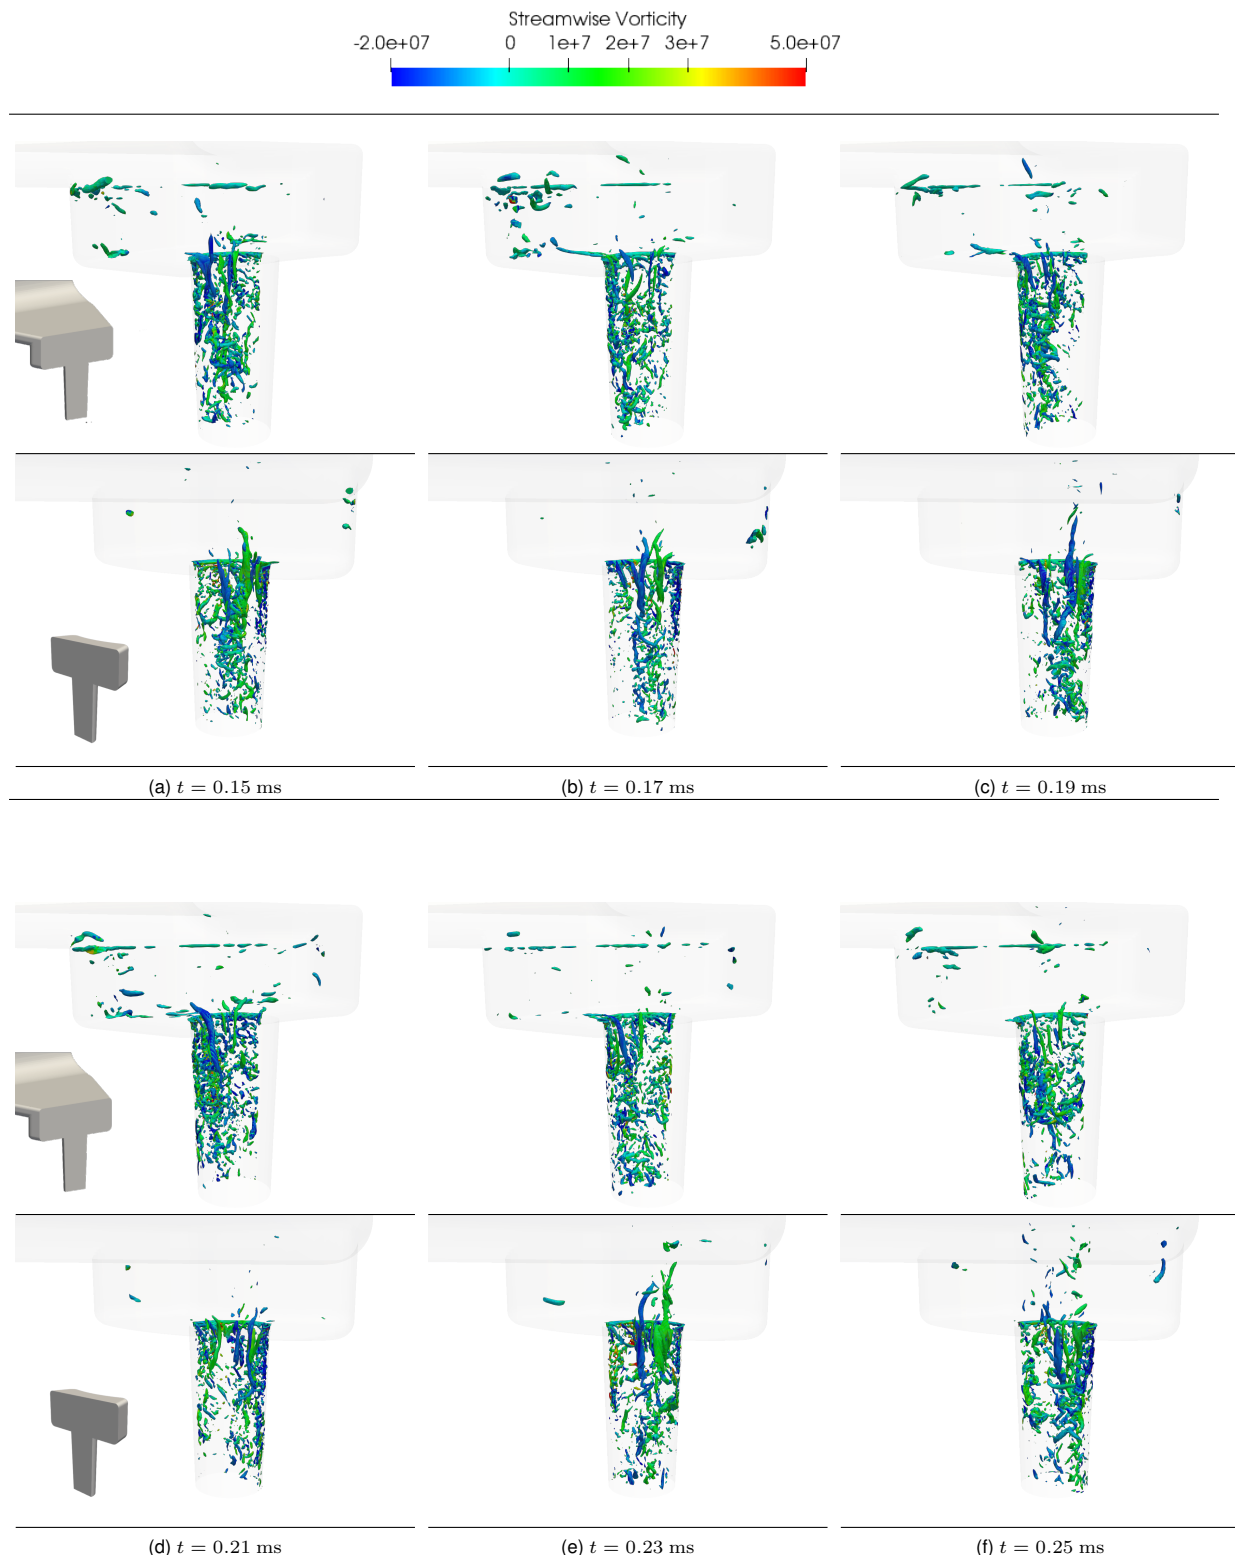 Streamwise Vorticity
-2.0e+07 0 1e+7 2e+7 3e+7 5.0e+07
(a) t = 0.15 ms
(b) t = 0.17 ms
(c) t = 0.19 ms
(d) t = 0.21 ms
(e) t = 0.23 ms
(f) t = 0.25 ms